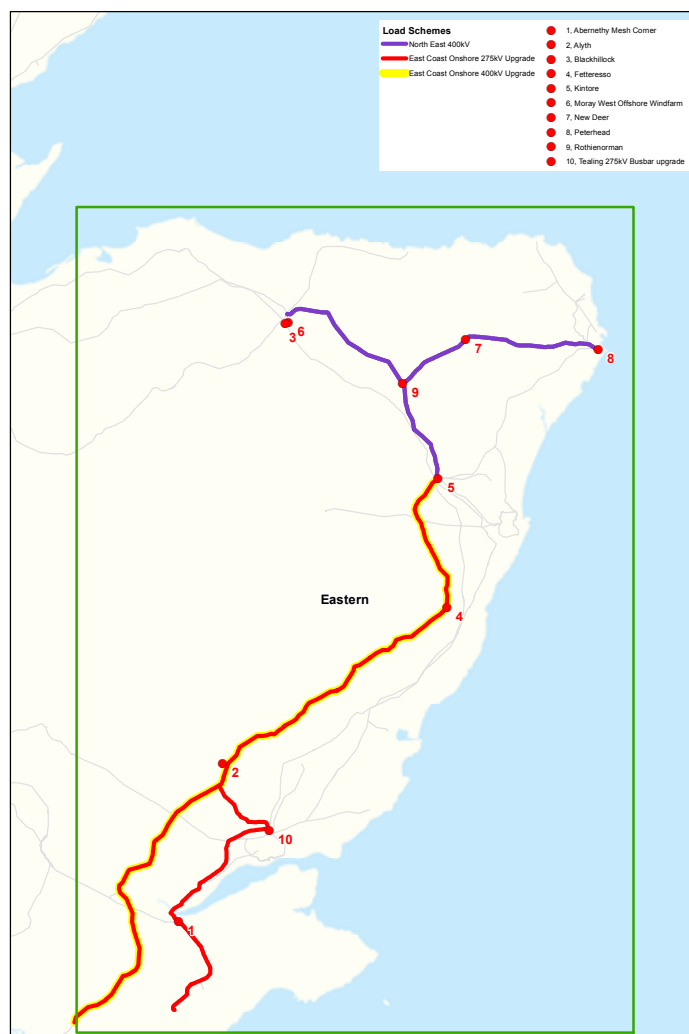 Load Schemes
North East 400kV
East Coast Onshore 275kV Upgrade
East Coast Onshore 400kV Upgrade
1, Abernethy Mesh Corner
2, Alyth
3, Blackhillock
4, Fetteresso
5, Kintore
6, Moray West Offshore Windfarm
7, New Deer
8, Peterhead
9, Rothienorman
10, Tealing 275kV Busbar upgrade
6
3
7
8
9
5
Eastern
4
2
10
1